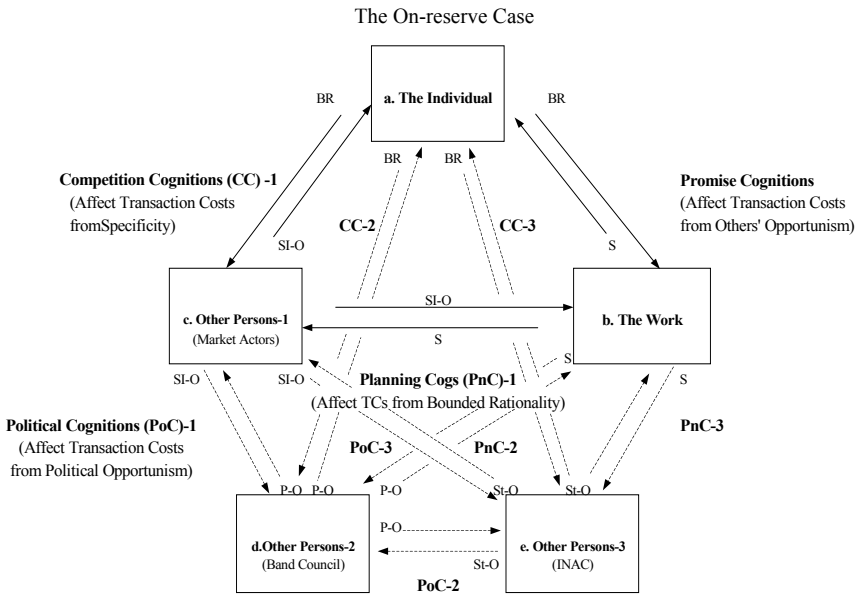 The On-reserve Case
a. The Individual
BR
BR
BR
BR
Competition Cognitions (CC) -1
(Affect Transaction Costs
fromSpecificity)
Promise Cognitions
(Affect Transaction Costs
from Others' Opportunism)
CC-2
CC-3
SI-O
S
c. Other Persons-1
(Market Actors)
SI-O
S
b. The Work
SI-O
SI-O
S
S
Planning Cogs (PnC)-1
(Affect TCs from Bounded Rationality)
Political Cognitions (PoC)-1
(Affect Transaction Costs
from Political Opportunism)
PoC-3
PnC-2
PnC-3
P-O
P-O
P-O
St-O
St-O
d.Other Persons-2
(Band Council)
P-O
St-O
e. Other Persons-3
(INAC)
PoC-2